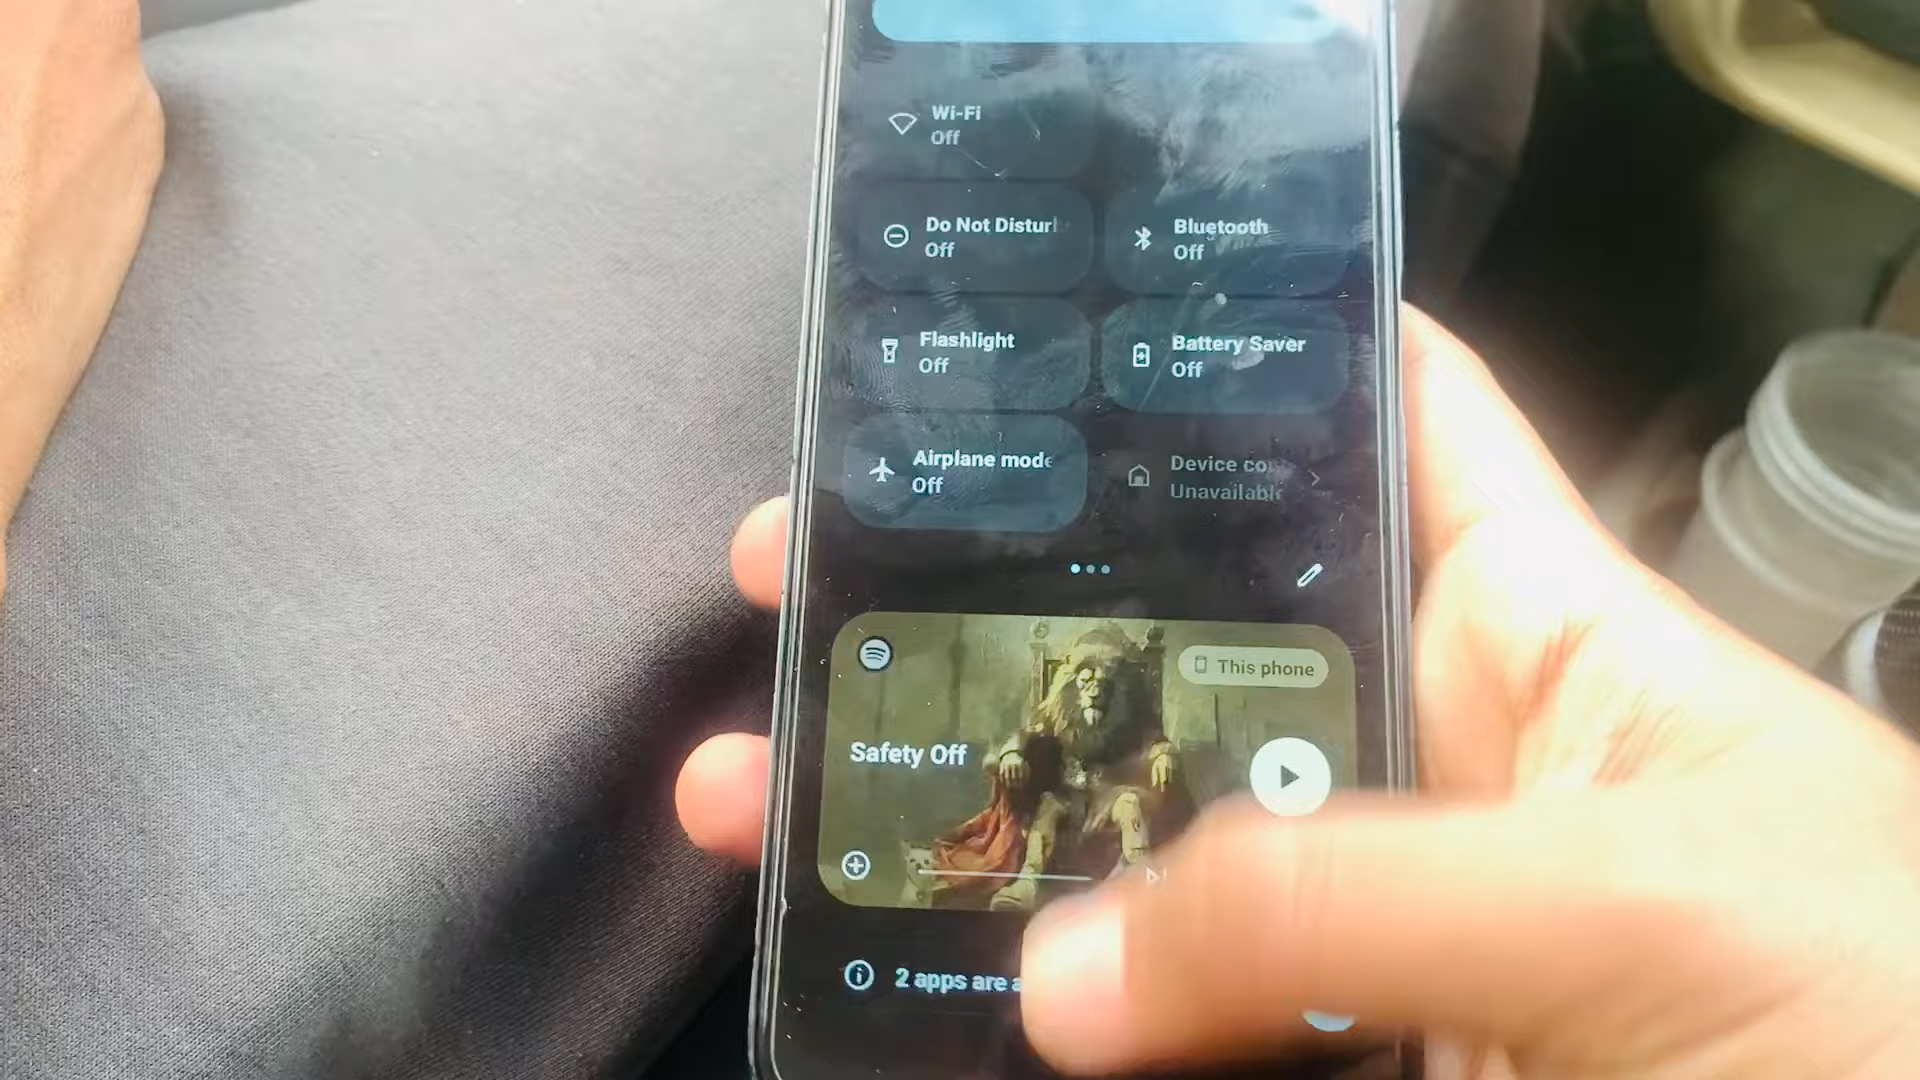 Wi-Fi
Off
Do Not Disturb
Off
Bluetooth
Off
Flashlight
Off
Battery Saver
Off
Airplane mode
Off
Device co
Unavailable
This phone
Safety Off
2 apps are a